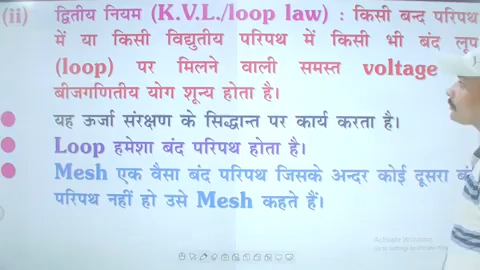 (ii) द्वितीय नियम (K.V.L./loop law) : किसी बन्द परिपथ
में या किसी विद्युतीय परिपथ में किसी भी बंद लूप
(loop) पर मिलने वाली समस्त voltage
बीजगणितीय योग शून्य होता है।
यह ऊर्जा संरक्षण के सिद्धान्त पर कार्य करता है।
Loop हमेशा बंद परिपथ होता है।
Mesh एक वैसा बंद परिपथ जिसके अन्दर कोई दूसरा
परिपथ नहीं हो उसे Mesh कहते हैं।
Activate Windows